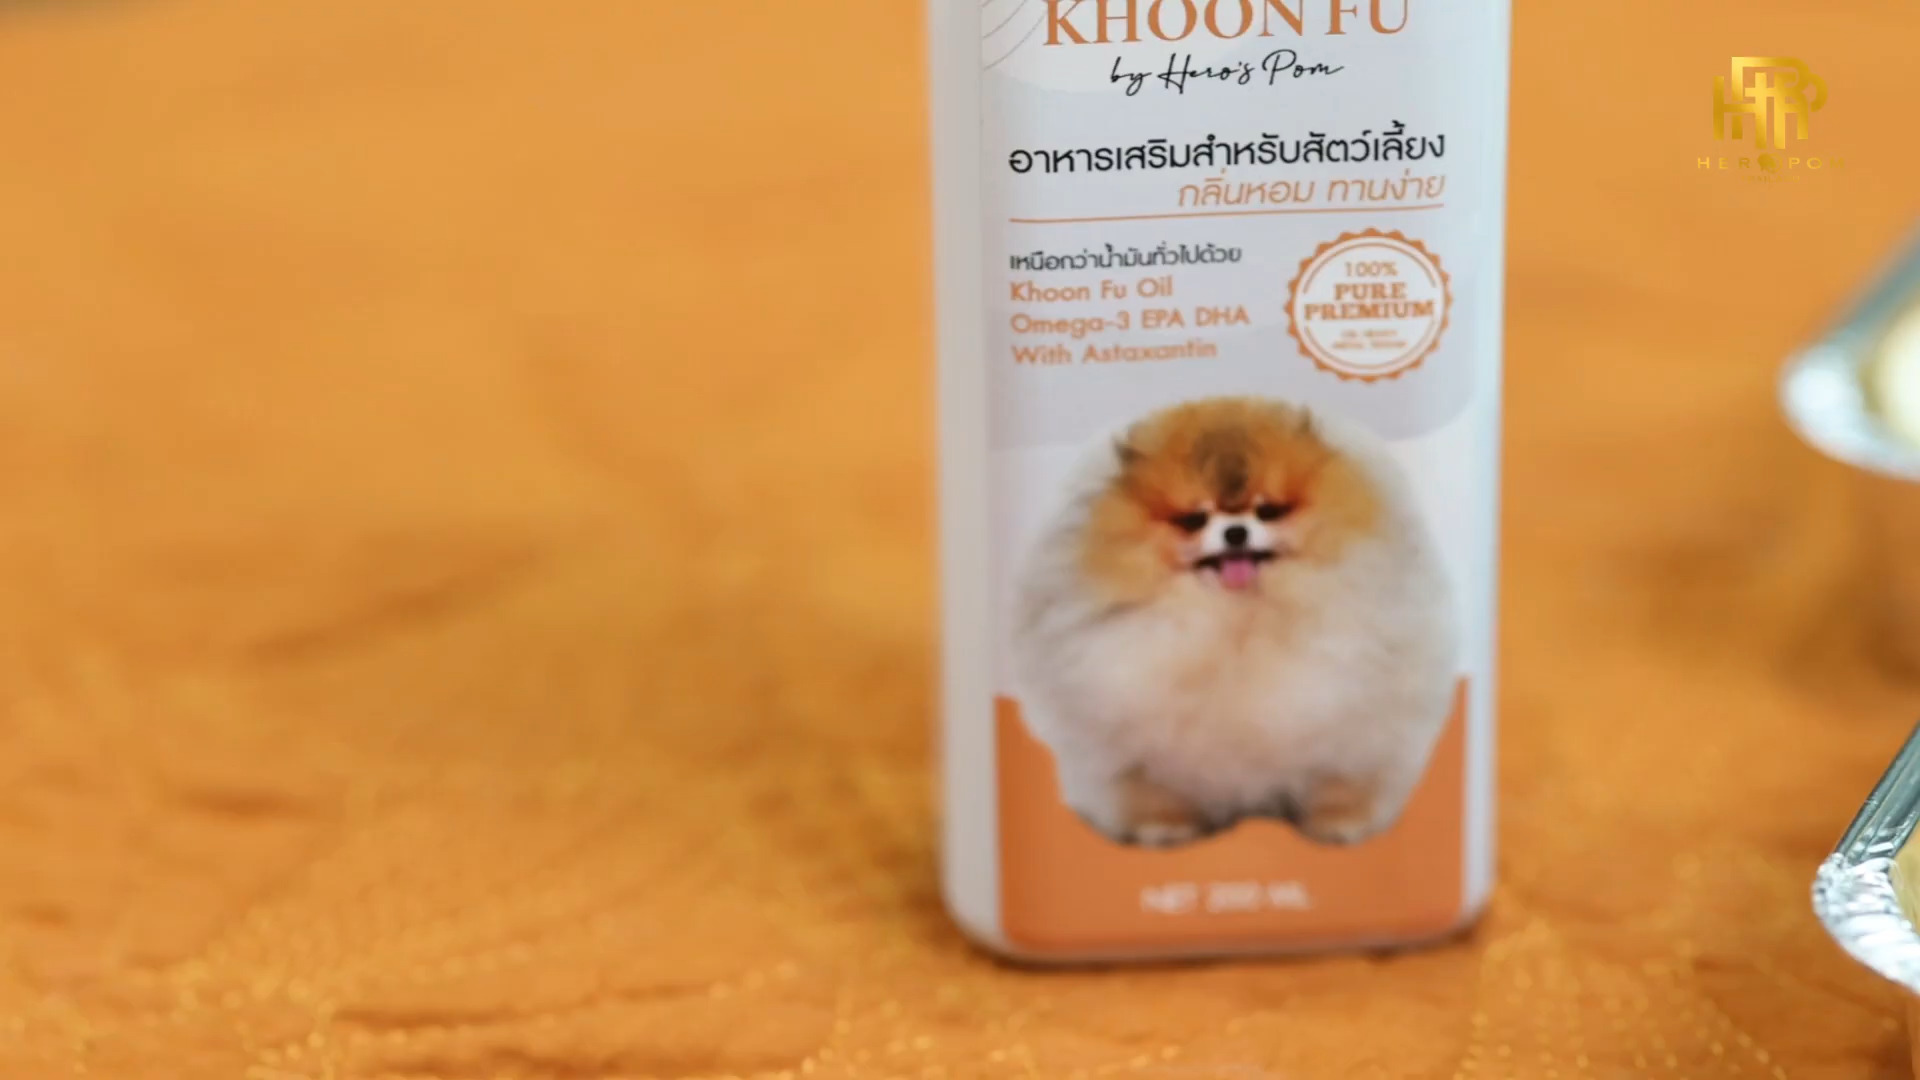 KHOON FU
by Hero's Pom
อาหารเสริมสำหรับสัตว์เลี้ยง
กลิ่นหอม ทานง่าย
เหนือกว่าน้ำมันทั่วไปด้วย
Khoon Fu Oil
Omega-3 EPA DHA
With Astaxantin
100%
PURE
PREMIUM
NET 200 ML